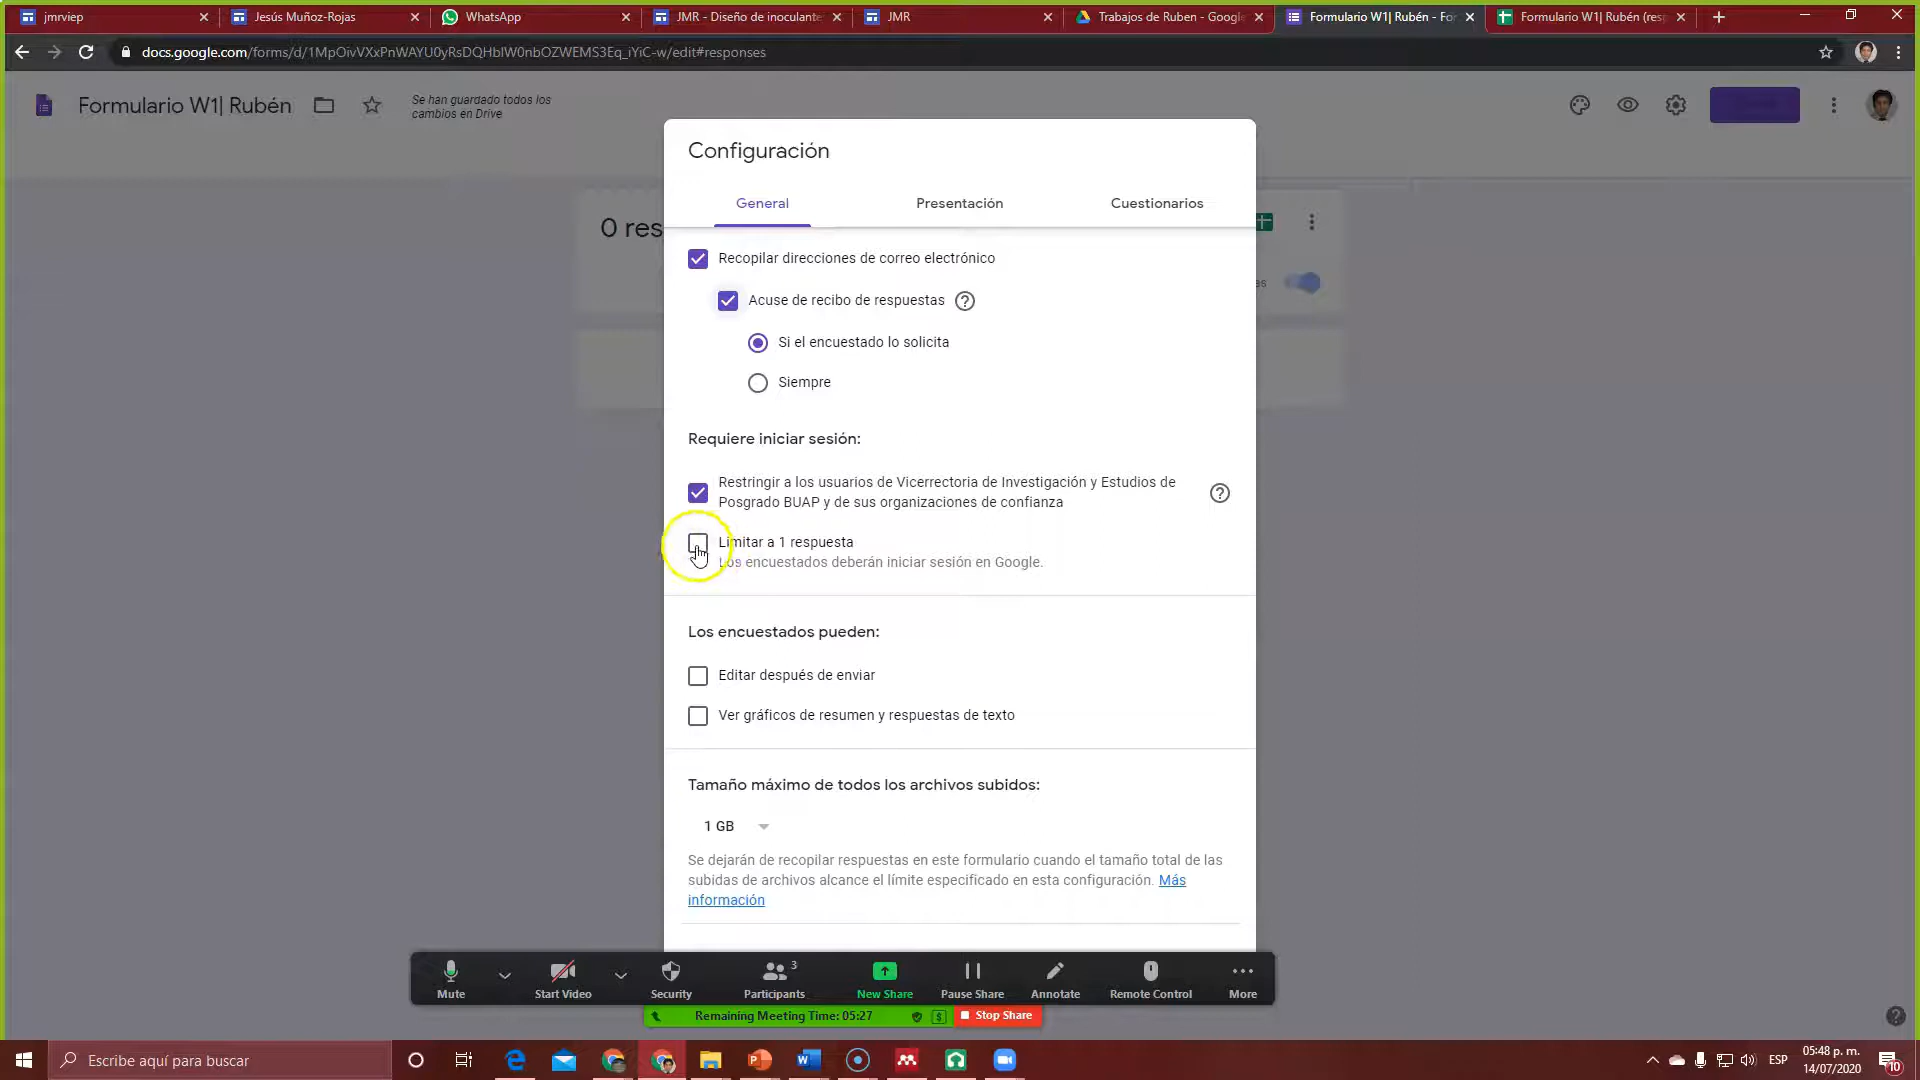 jmrviep
Jesús Muñoz-Rojas
WhatsApp
JMR - Diseño de inoculante
JMR
Trabajos de Ruben - Google
Formulario W1| Rubén - Fo
Formulario W1| Rubén (res
docs.google.com/forms/d/1MpOivVXxPnWAYU0yRsDQHbIW0nbOZWEMS3Eq_iYiC-w/edit#responses
Formulario W1| Rubén
Se han guardado todos los
cambios en Drive
Configuración
General
Presentación
Cuestionarios
0 res
Recopilar direcciones de correo electrónico
as
Acuse de recibo de respuestas
Si el encuestado lo solicita
Siempre
Requiere iniciar sesión:
Restringir a los usuarios de Vicerrectoria de Investigación y Estudios de
Posgrado BUAP y de sus organizaciones de confianza
Limitar a 1 respuesta
Los encuestados deberán iniciar sesión en Google.
Los encuestados pueden:
Editar después de enviar
Ver gráficos de resumen y respuestas de texto
Tamaño máximo de todos los archivos subidos:
1 GB
Se dejarán de recopilar respuestas en este formulario cuando el tamaño total de las
subidas de archivos alcance el límite especificado en esta configuración. Más
información
3
Mute
Start Video
Security
Participants
New Share
Pause Share
Annotate
Remote Control
More
Remaining Meeting Time: 05:27
Stop Share
Escribe aquí para buscar
ESP
05:48 p. m.
14/07/2020
10